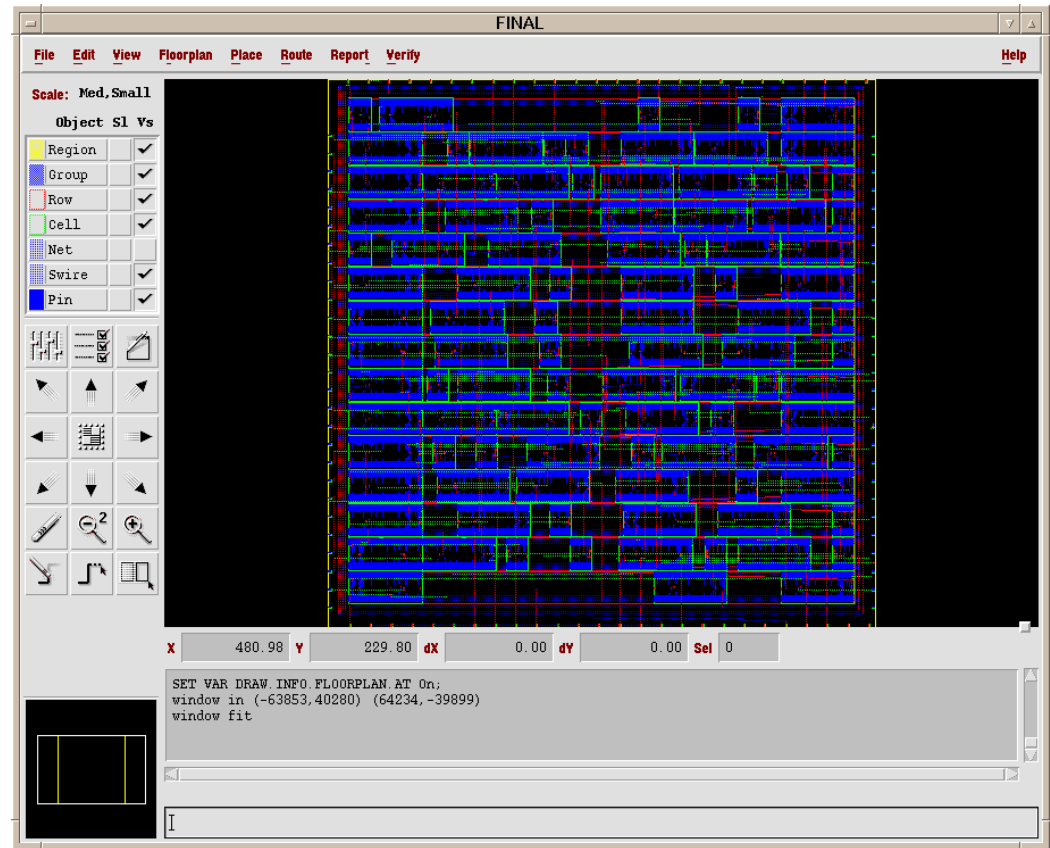 FINAL
File Edit View Floorplan Place Route Report Verify Help
Scale: Med,Small
Object Sl Vs
Region
Group
Row
Cell
Net
Swire
Pin
2
X 480.98 Y 229.80 dX 0.00 dY 0.00 Sel 0
SET VAR DRAW.INFO.FLOORPLAN.AT On;
window in (-63853,40280) (64234,-39899)
window fit